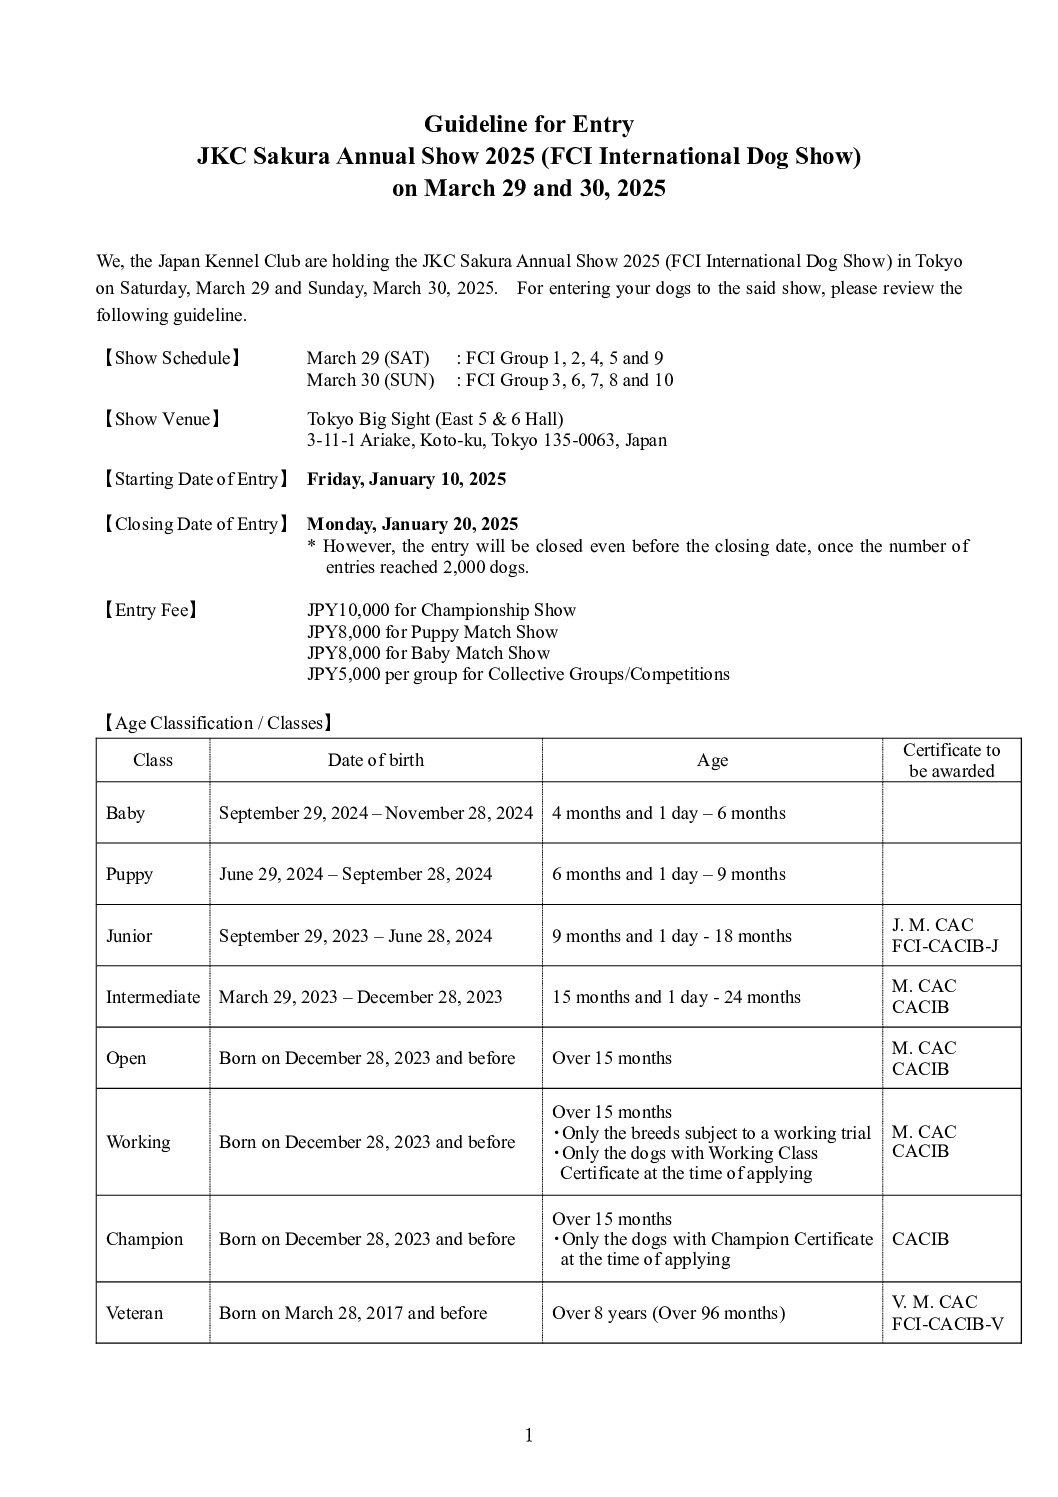 Guideline for Entry
JKC Sakura Annual Show 2025 (FCI International Dog Show)
on March 29 and 30, 2025
We, the Japan Kennel Club are holding the JKC Sakura Annual Show 2025 (FCI International Dog Show) in Tokyo
on Saturday, March 29 and Sunday, March 30, 2025. For entering your dogs to the said show, please review the
following guideline.
【Show Schedule】 March 29 (SAT) : FCI Group 1, 2, 4, 5 and 9
March 30 (SUN) : FCI Group 3, 6, 7, 8 and 10
【Show Venue】 Tokyo Big Sight (East 5 & 6 Hall)
3-11-1 Ariake, Koto-ku, Tokyo 135-0063, Japan
【Starting Date of Entry】 Friday, January 10, 2025
【Closing Date of Entry】 Monday, January 20, 2025
* However, the entry will be closed even before the closing date, once the number of
entries reached 2,000 dogs.
【Entry Fee】 JPY10,000 for Championship Show
JPY8,000 for Puppy Match Show
JPY8,000 for Baby Match Show
JPY5,000 per group for Collective Groups/Competitions
【Age Classification / Classes】
Class Date of birth Age Certificate to
be awarded
Baby September 29, 2024 – November 28, 2024 4 months and 1 day – 6 months
Puppy June 29, 2024 – September 28, 2024 6 months and 1 day – 9 months
Junior September 29, 2023 – June 28, 2024 9 months and 1 day - 18 months J. M. CAC
FCI-CACIB-J
Intermediate March 29, 2023 – December 28, 2023 15 months and 1 day - 24 months M. CAC
CACIB
Open Born on December 28, 2023 and before Over 15 months M. CAC
CACIB
Working Born on December 28, 2023 and before Over 15 months
・Only the breeds subject to a working trial
・Only the dogs with Working Class
Certificate at the time of applying M. CAC
CACIB
Champion Born on December 28, 2023 and before Over 15 months
・Only the dogs with Champion Certificate
at the time of applying CACIB
Veteran Born on March 28, 2017 and before Over 8 years (Over 96 months) V. M. CAC
FCI-CACIB-V
1